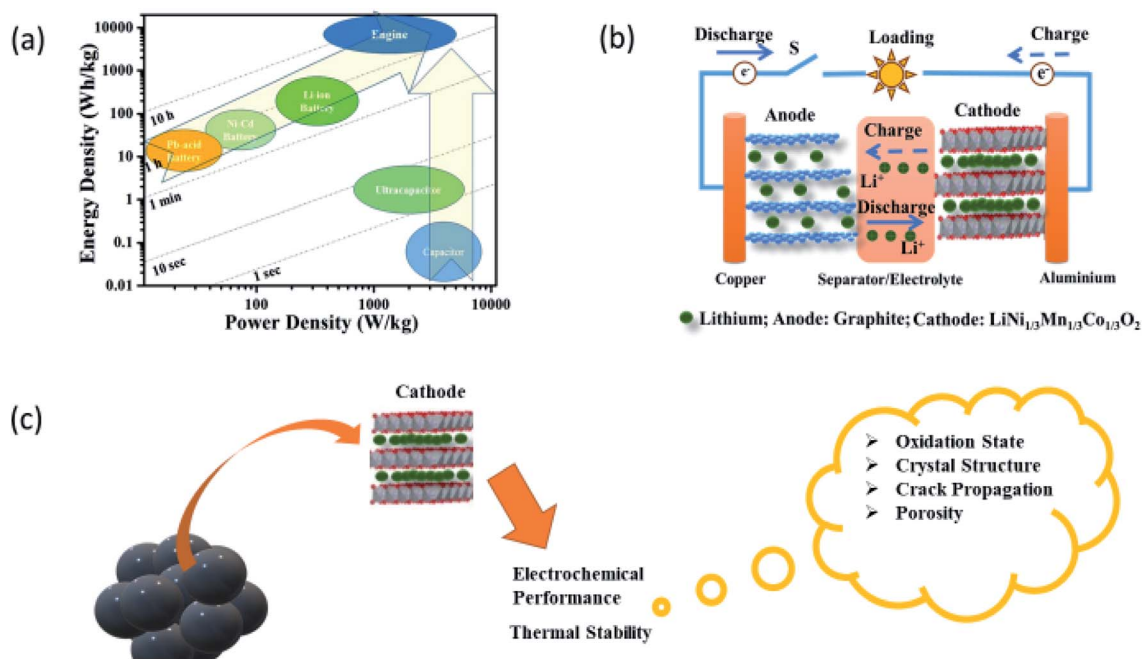 (a)
Energy Density (Wh/kg)
10000
1000
100
10
1
0.1
0.01
Engine
Li-ion
Battery
Ni-Cd
Battery
Pb-acid
Battery
Ultracapacitor
Capacitor
10 h
1 h
1 min
10 sec
1 sec
100
1000
10000
Power Density (W/kg)
(b)
Discharge
S
Loading
Charge
e-
e-
Anode
Cathode
Charge
Li+
Discharge
Li+
Copper
Separator/Electrolyte
Aluminium
Lithium; Anode: Graphite; Cathode: LiNi1/3Mn1/3Co1/3O2
(c)
Cathode
Electrochemical
Performance
Thermal Stability
➢ Oxidation State
➢ Crystal Structure
➢ Crack Propagation
➢ Porosity